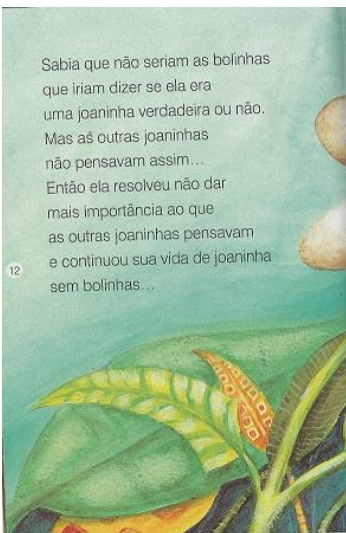 Sabia que não seriam as bolinhas
que iriam dizer se ela era
uma joaninha verdadeira ou não.
Mas as outras joaninhas
não pensavam assim...
Então ela resolveu não dar
mais importância ao que
as outras joaninhas pensavam
e continuou sua vida de joaninha
sem bolinhas...
12